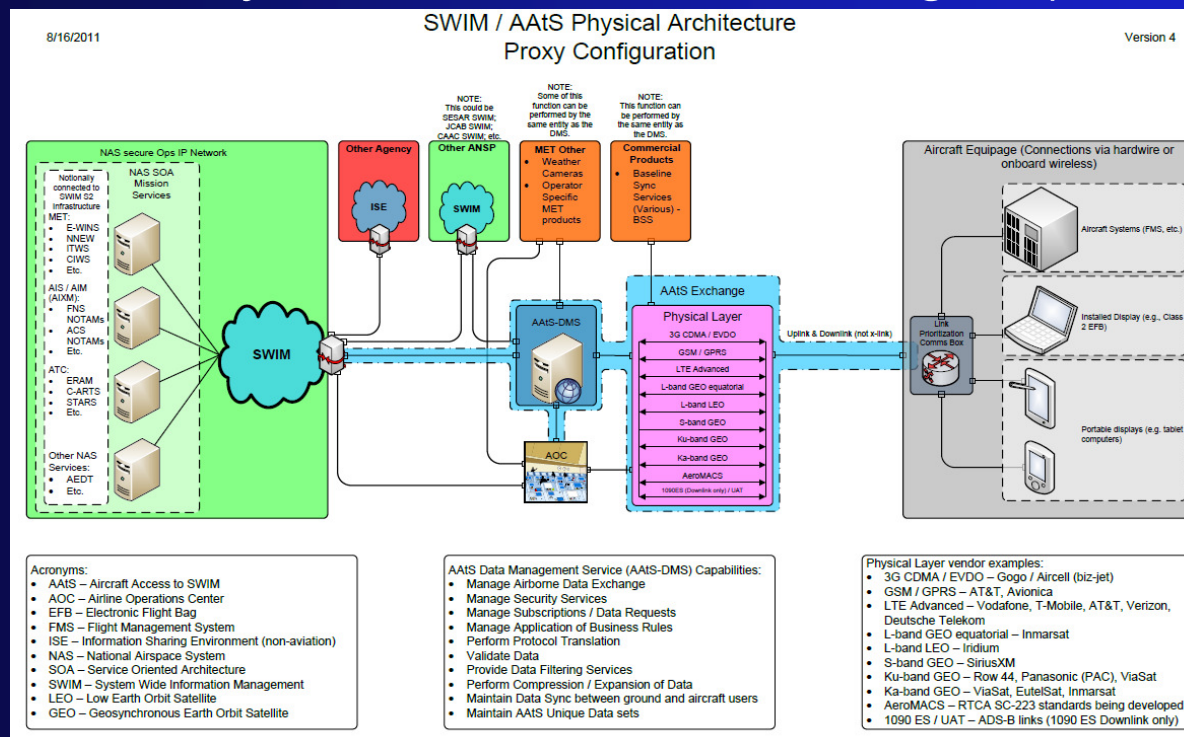 8/16/2011
SWIM / AAtS Physical Architecture
Proxy Configuration
Version 4
NAS secure Ops IP Network
Notionally
connected to
SWIM S2
Infrastructure
MET:
• E-WINS
• NNEW
• ITWS
• CIWS
• Etc.
AIS / AIM
(AIXM):
• FNS
NOTAMs
• ACS
NOTAMs
• Etc.
ATC:
• ERAM
• C-ARTS
• STARS
• Etc.
Other NAS
Services:
• AEDT
• Etc.
NAS SOA
Mission
Services
SWIM
Other Agency
ISE
NOTE:
This could be
SESAR SWIM;
JCAB SWIM;
CAAC SWIM; etc.
Other ANSP
SWIM
NOTE:
Some of this
function can be
performed by the
same entity as the
DMS.
MET Other
• Weather
Cameras
• Operator
Specific
MET
products
NOTE:
This function can
be performed by
the same entity as
the DMS.
Commercial
Products
• Baseline
Sync
Services
(Various) -
BSS
AAtS-DMS
AOC
AAtS Exchange
Physical Layer
3G CDMA / EVDO
GSM / GPRS
LTE Advanced
L-band GEO equatorial
L-band LEO
S-band GEO
Ku-band GEO
Ka-band GEO
AeroMACS
1090ES (Downlink only) / UAT
Uplink & Downlink (not x-link)
Aircraft Equipage (Connections via hardwire or
onboard wireless)
Link
Prioritization
Comms Box
Aircraft Systems (FMS, etc.)
Installed Display (e.g., Class
2 EFB)
Portable displays (e.g. tablet
computers)
Acronyms:
• AAtS – Aircraft Access to SWIM
• AOC – Airline Operations Center
• EFB – Electronic Flight Bag
• FMS – Flight Management System
• ISE – Information Sharing Environment (non-aviation)
• NAS – National Airspace System
• SOA – Service Oriented Architecture
• SWIM – System Wide Information Management
• LEO – Low Earth Orbit Satellite
• GEO – Geosynchronous Earth Orbit Satellite
AAtS Data Management Service (AAtS-DMS) Capabilities:
• Manage Airborne Data Exchange
• Manage Security Services
• Manage Subscriptions / Data Requests
• Manage Application of Business Rules
• Perform Protocol Translation
• Validate Data
• Provide Data Filtering Services
• Perform Compression / Expansion of Data
• Maintain Data Sync between ground and aircraft users
• Maintain AAtS Unique Data sets
Physical Layer vendor examples:
• 3G CDMA / EVDO – Gogo / Aircell (biz-jet)
• GSM / GPRS – AT&T, Avionica
• LTE Advanced – Vodafone, T-Mobile, AT&T, Verizon,
Deutsche Telekom
• L-band GEO equatorial – Inmarsat
• L-band LEO – Iridium
• S-band GEO – SiriusXM
• Ku-band GEO – Row 44, Panasonic (PAC), ViaSat
• Ka-band GEO – ViaSat, EutelSat, Inmarsat
• AeroMACS – RTCA SC-223 standards being developed
• 1090 ES / UAT – ADS-B links (1090 ES Downlink only)